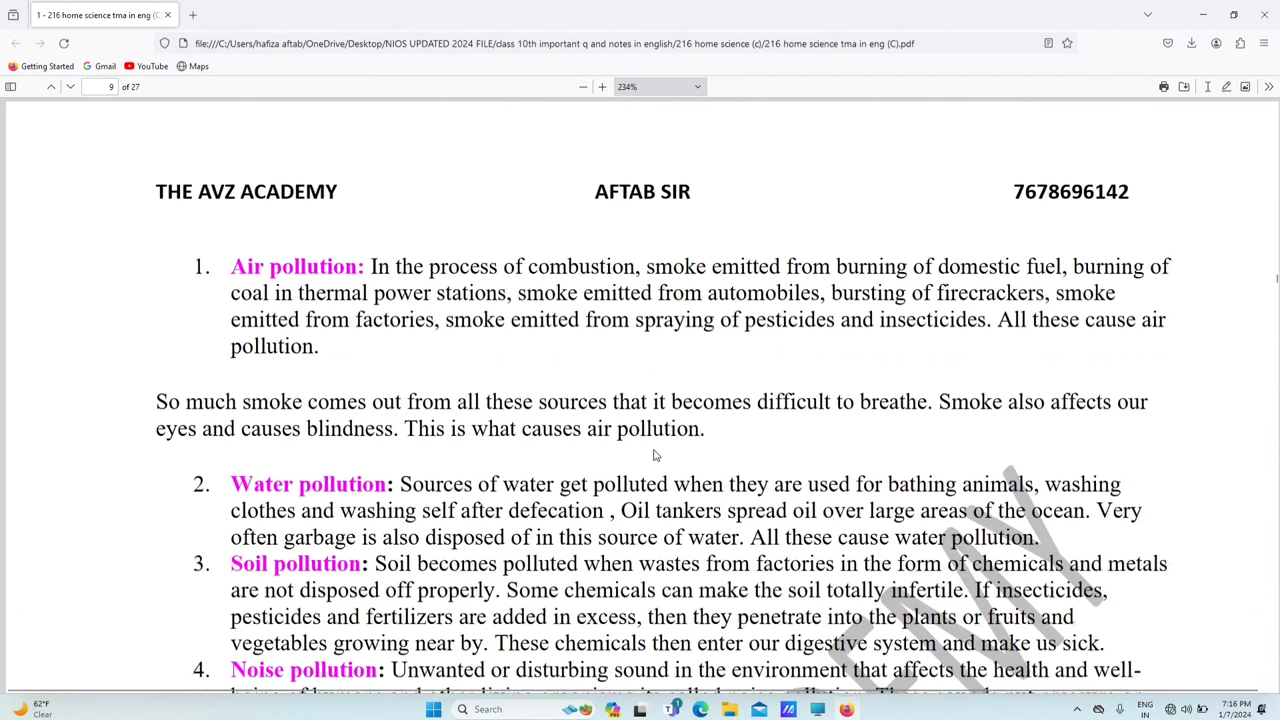 1 - 216 home science tma in eng (C
file:///C:/Users/hafiza aftab/OneDrive/Desktop/NIOS UPDATED 2024 FILE/class 10th important q and notes in english/216 home science (c)/216 home science tma in eng (C).pdf
Getting Started Gmail YouTube Maps
9 of 27 234%
THE AVZ ACADEMY AFTAB SIR 7678696142
1. Air pollution: In the process of combustion, smoke emitted from burning of domestic fuel, burning of
coal in thermal power stations, smoke emitted from automobiles, bursting of firecrackers, smoke
emitted from factories, smoke emitted from spraying of pesticides and insecticides. All these cause air
pollution.
So much smoke comes out from all these sources that it becomes difficult to breathe. Smoke also affects our
eyes and causes blindness. This is what causes air pollution.
2. Water pollution: Sources of water get polluted when they are used for bathing animals, washing
clothes and washing self after defecation , Oil tankers spread oil over large areas of the ocean. Very
often garbage is also disposed of in this source of water. All these cause water pollution.
3. Soil pollution: Soil becomes polluted when wastes from factories in the form of chemicals and metals
are not disposed off properly. Some chemicals can make the soil totally infertile. If insecticides,
pesticides and fertilizers are added in excess, then they penetrate into the plants or fruits and
vegetables growing near by. These chemicals then enter our digestive system and make us sick.
4. Noise pollution: Unwanted or disturbing sound in the environment that affects the health and well-
62°F
Clear
Search
ENG
IN
7:16 PM
1/7/2024